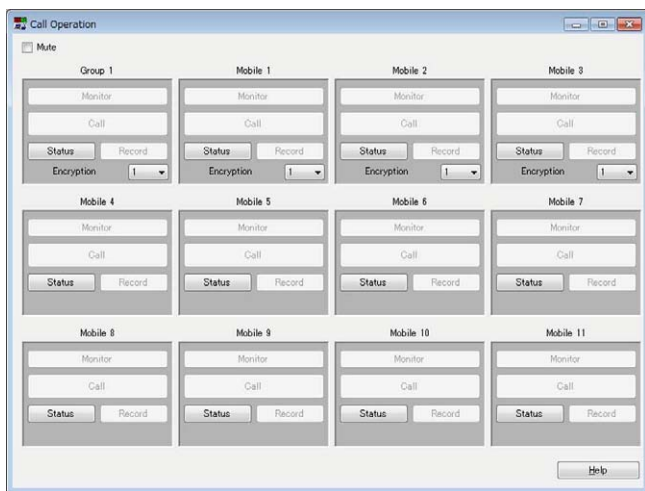 Call Operation
Mute
Group 1 Mobile 1 Mobile 2 Mobile 3
Monitor Monitor Monitor Monitor
Call Call Call Call
Status Record Status Record Status Record Status Record
Encryption 1 Encryption 1 Encryption 1 Encryption 1
Mobile 4 Mobile 5 Mobile 6 Mobile 7
Monitor Monitor Monitor Monitor
Call Call Call Call
Status Record Status Record Status Record Status Record
Mobile 8 Mobile 9 Mobile 10 Mobile 11
Monitor Monitor Monitor Monitor
Call Call Call Call
Status Record Status Record Status Record Status Record
Help